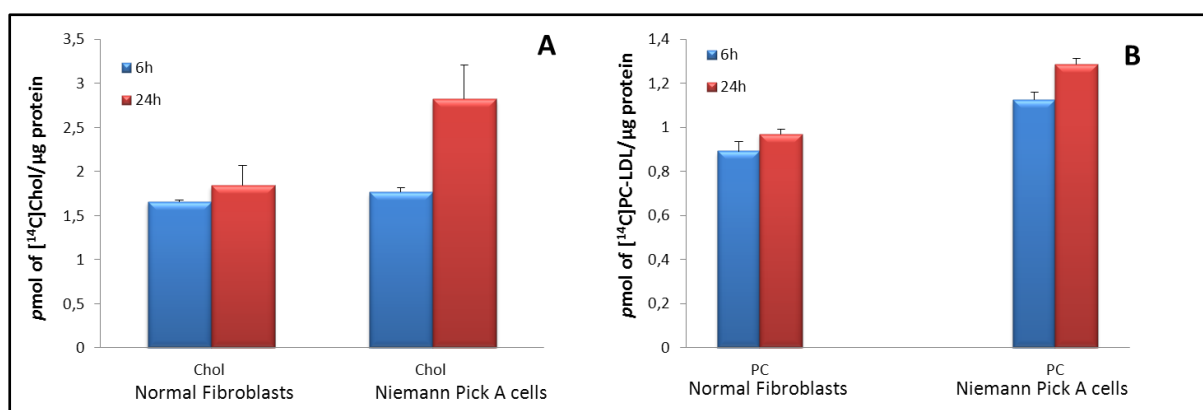 A
pmol of [¹⁴C]Chol/µg protein
3,5
3
2,5
2
1,5
1
0,5
0
6h
24h
Chol
Chol
Normal Fibroblasts
Niemann Pick A cells
B
pmol of [¹⁴C]PC-LDL/µg protein
1,4
1,2
1
0,8
0,6
0,4
0,2
0
6h
24h
PC
PC
Normal Fibroblasts
Niemann Pick A cells